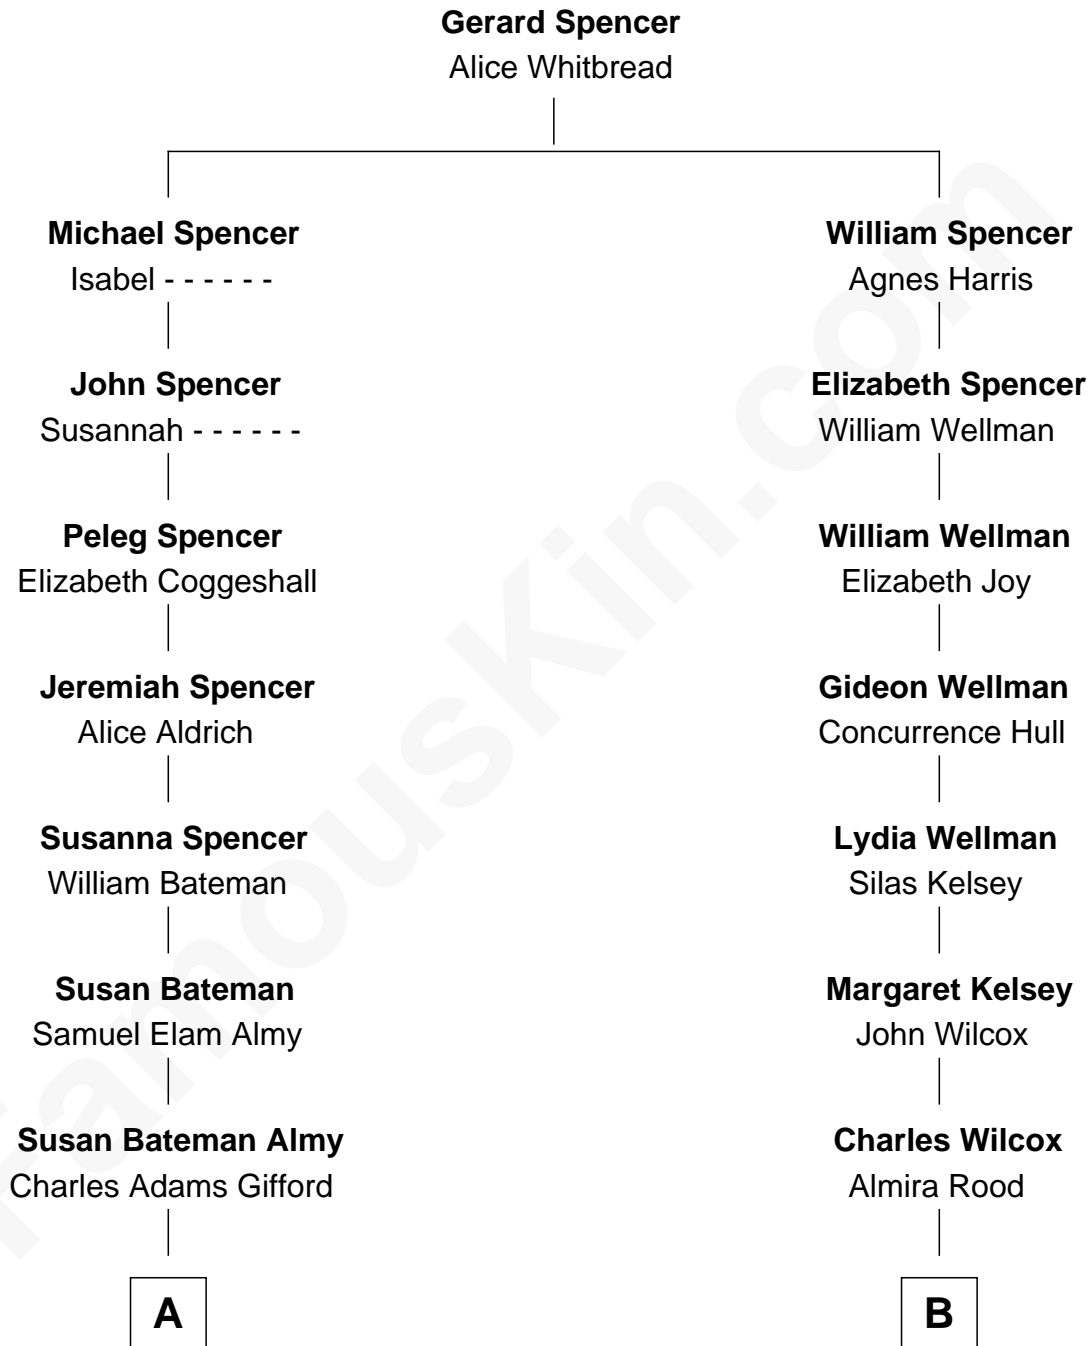 Gerard Spencer
Alice Whitbread
Michael Spencer
Isabel - - - - - -
William Spencer
Agnes Harris
John Spencer
Susannah - - - - - -
Elizabeth Spencer
William Wellman
Peleg Spencer
Elizabeth Coggeshall
William Wellman
Elizabeth Joy
Jeremiah Spencer
Alice Aldrich
Gideon Wellman
Concurrence Hull
Susanna Spencer
William Bateman
Lydia Wellman
Silas Kelsey
Susan Bateman
Samuel Elam Almy
Margaret Kelsey
John Wilcox
Susan Bateman Almy
Charles Adams Gifford
Charles Wilcox
Almira Rood
A
B
FamousKin.com